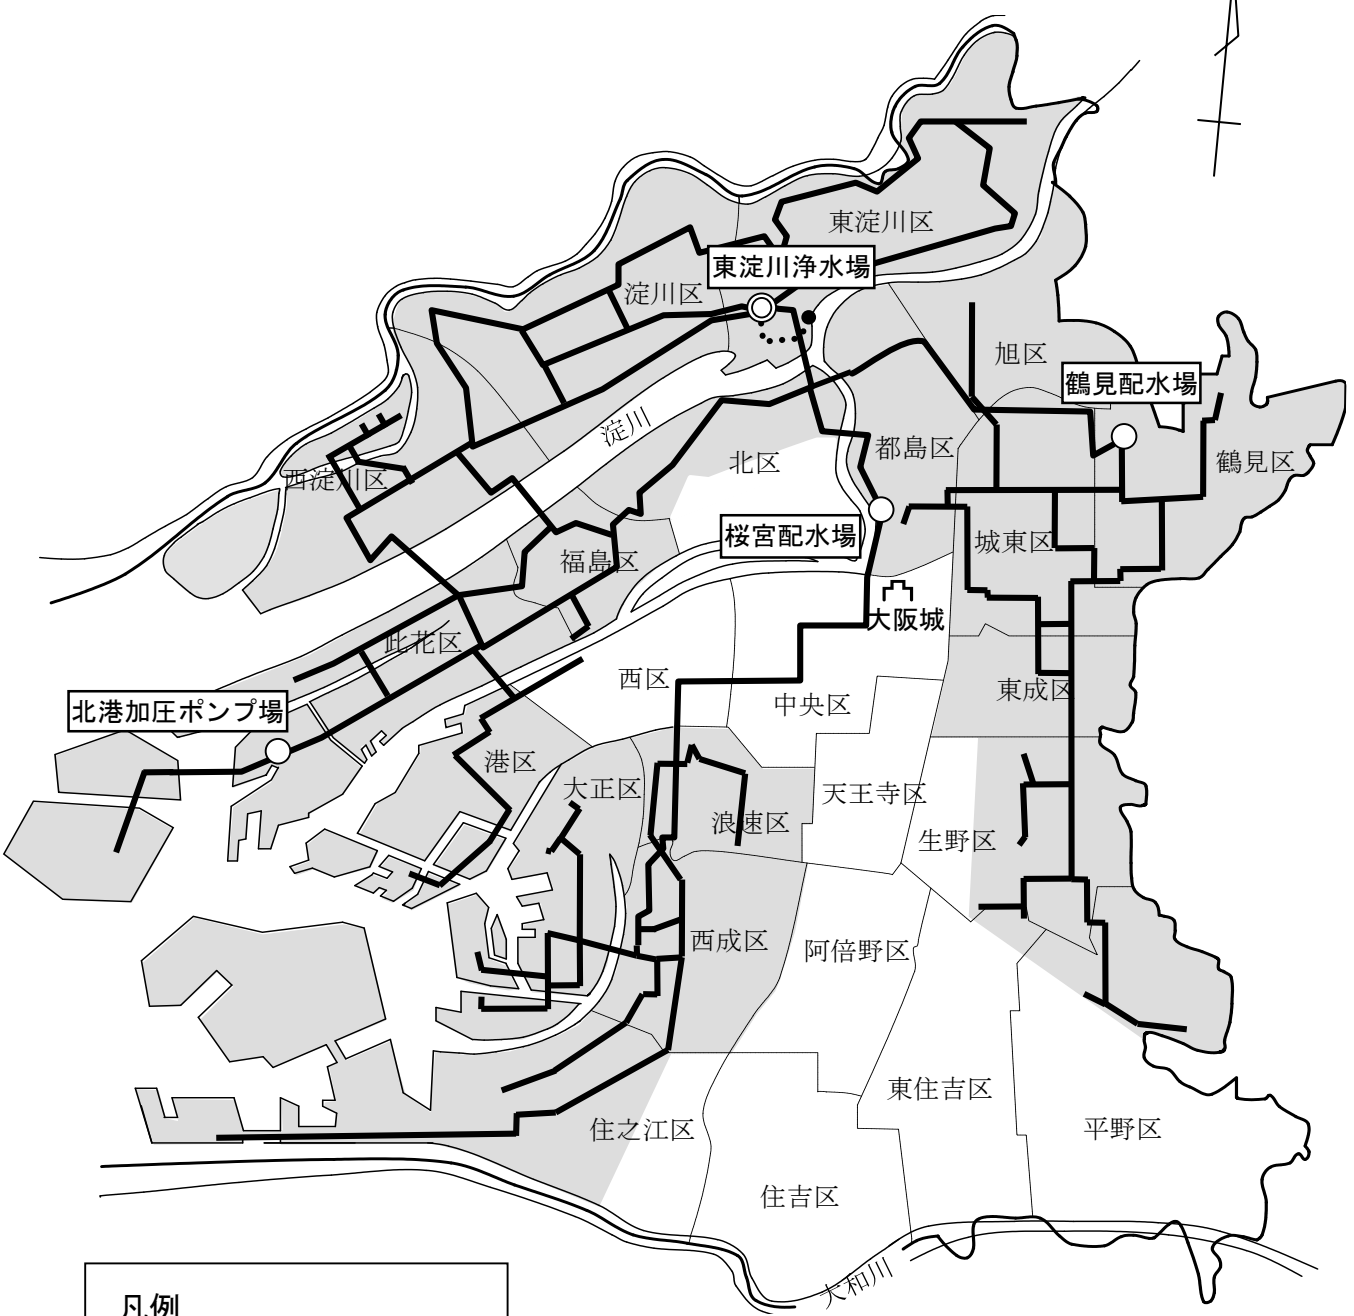 東淀川区
東淀川浄水場
淀川区
旭区
鶴見配水場
淀川
都島区
北区
鶴見区
西淀川区
桜宮配水場
城東区
福島区
大阪城
此花区
西区
東成区
中央区
北港加圧ポンプ場
港区
大正区
天王寺区
浪速区
生野区
西成区
阿倍野区
東住吉区
住之江区
平野区
住吉区
大和川
凡例